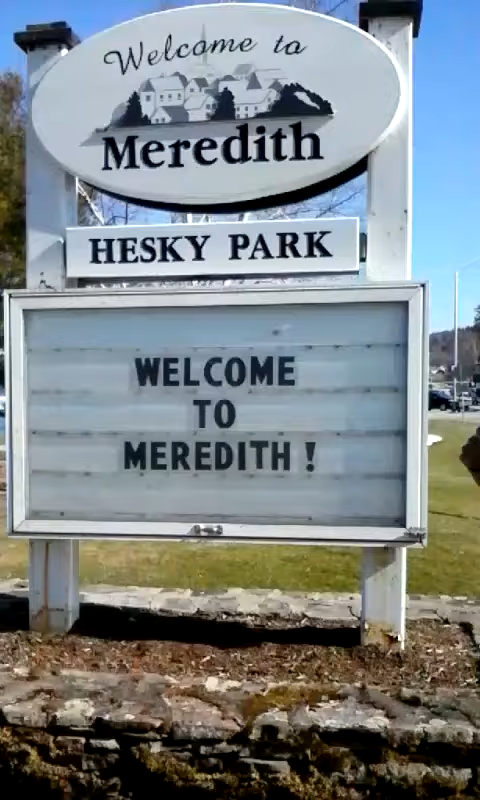 Welcome to
Meredith
HESKY PARK
WELCOME
TO
MEREDITH !